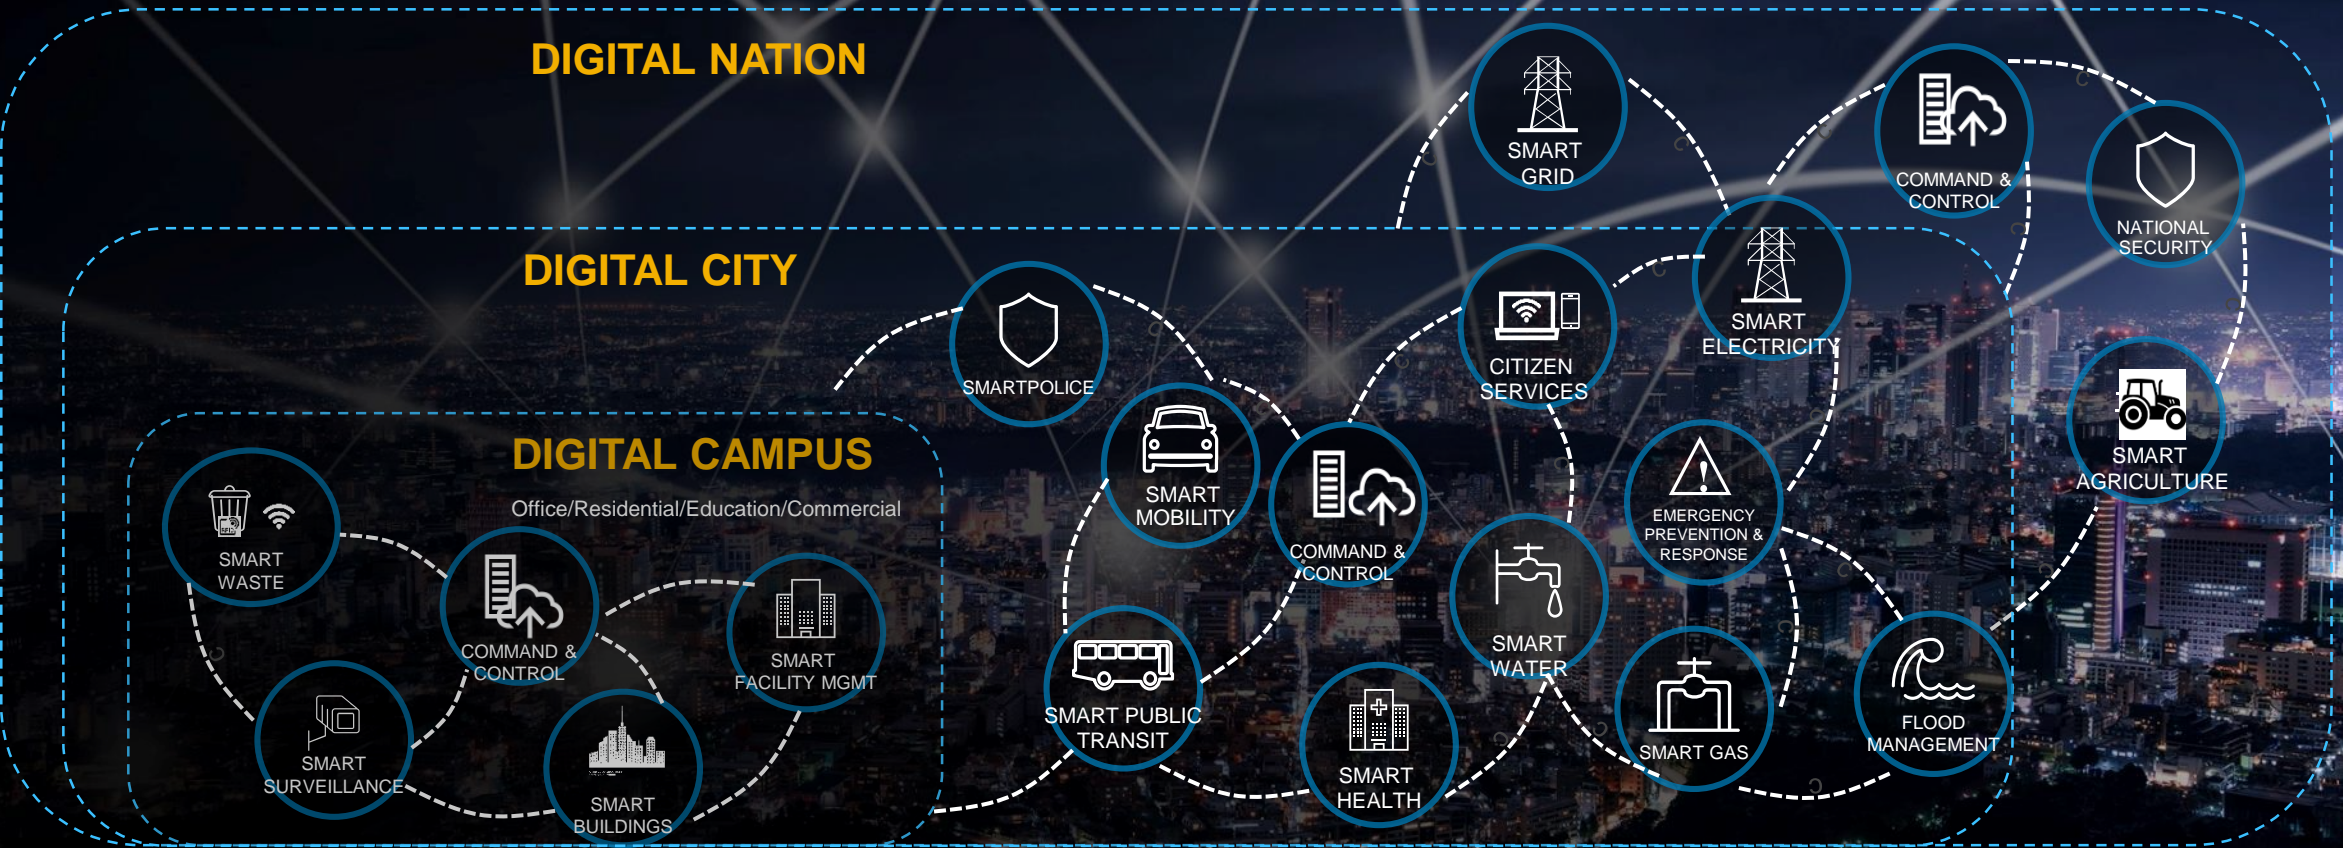 DIGITAL NATION
SMART
GRID
COMMAND &
CONTROL
NATIONAL
SECURITY
DIGITAL CITY
SMARTPOLICE
CITIZEN
SERVICES
SMART
ELECTRICITY
SMART
MOBILITY
COMMAND &
CONTROL
EMERGENCY
PREVENTION &
RESPONSE
SMART
AGRICULTURE
SMART
WATER
SMART PUBLIC
TRANSIT
SMART
HEALTH
SMART GAS
FLOOD
MANAGEMENT
DIGITAL CAMPUS
Office/Residential/Education/Commercial
SMART
WASTE
COMMAND &
CONTROL
SMART
FACILITY MGMT
SMART
SURVEILLANCE
SMART
BUILDINGS